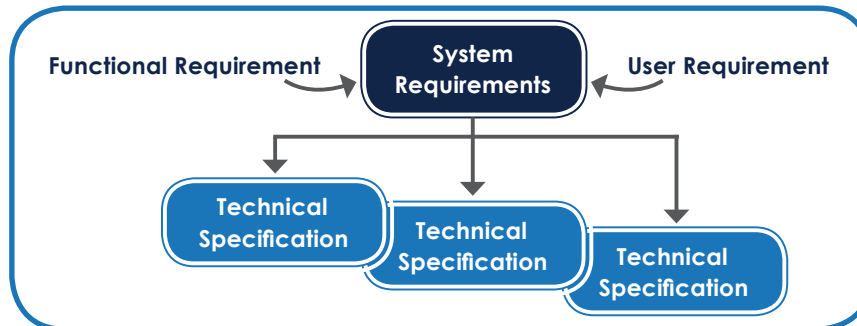 Functional Requirement
System
Requirements
User Requirement
Technical
Specification
Technical
Specification
Technical
Specification